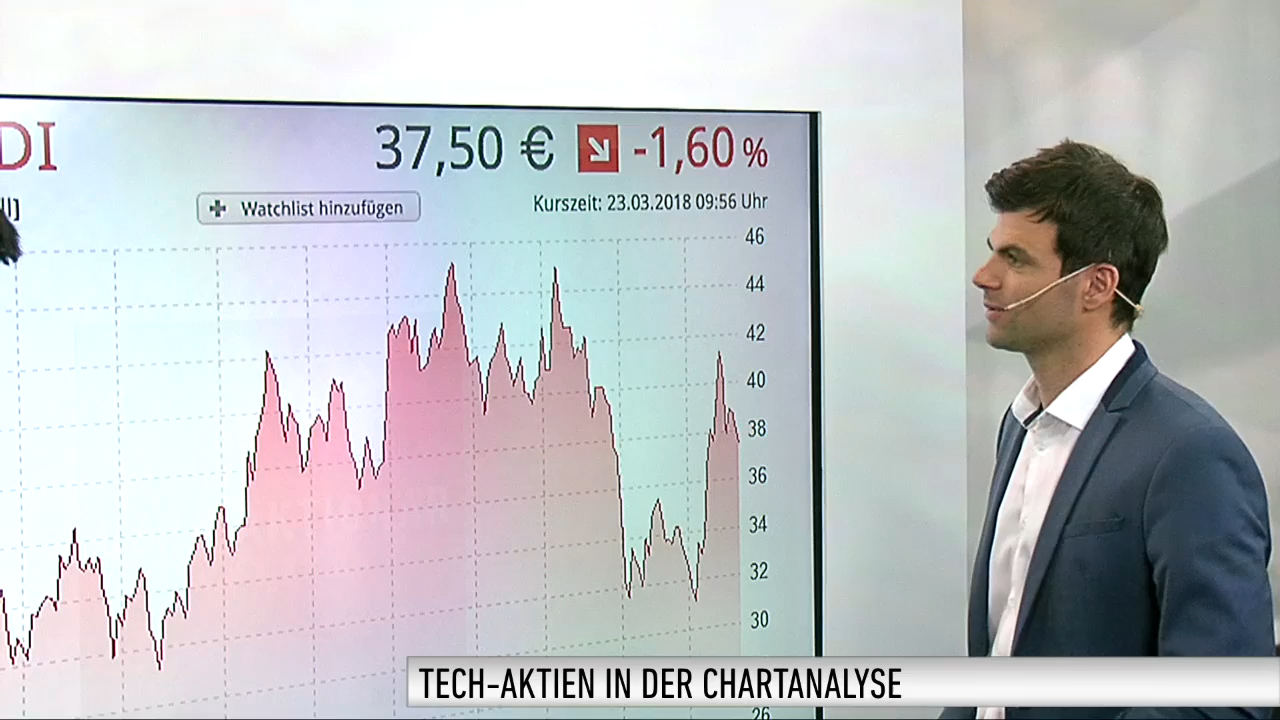 DI
37,50 € -1,60 %
Watchlist hinzufügen
Kurszeit: 23.03.2018 09:56 Uhr
46
44
42
40
38
36
34
32
30
26
TECH-AKTIEN IN DER CHARTANALYSE